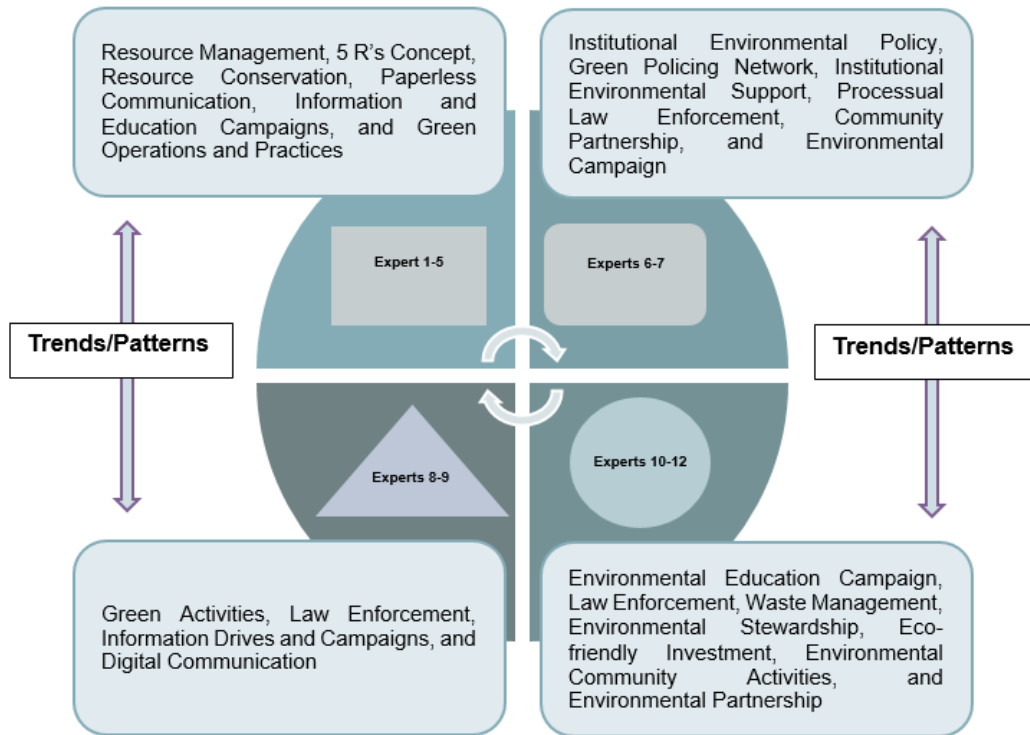 Resource Management, 5 R's Concept,
Resource Conservation, Paperless
Communication, Information and
Education Campaigns, and Green
Operations and Practices
Institutional Environmental Policy,
Green Policing Network, Institutional
Environmental Support, Processual
Law Enforcement, Community
Partnership, and Environmental
Campaign
Expert 1-5
Experts 6-7
Trends/Patterns
Trends/Patterns
Experts 8-9
Experts 10-12
Green Activities, Law Enforcement,
Information Drives and Campaigns, and
Digital Communication
Environmental Education Campaign,
Law Enforcement, Waste Management,
Environmental Stewardship, Eco-
friendly Investment, Environmental
Community Activities, and
Environmental Partnership